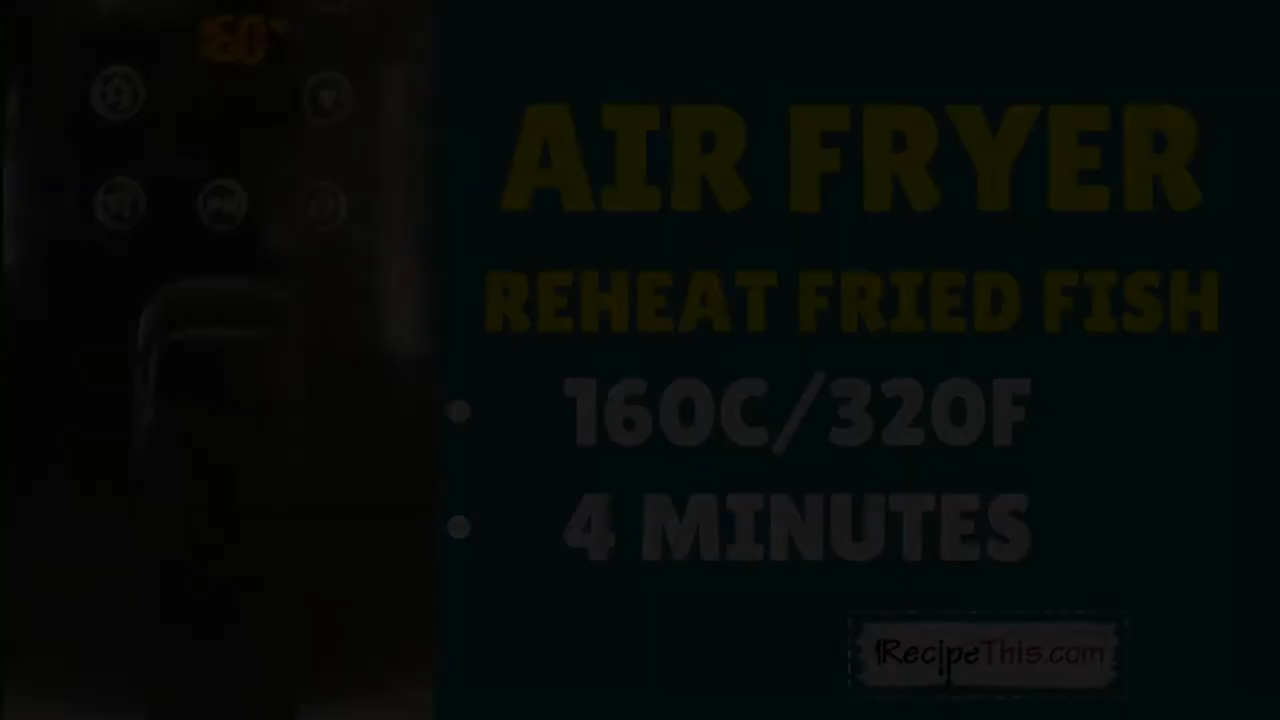 AIR FRYER
REHEAT FRIED FISH
• 160C/320F
• 4 MINUTES
RecipeThis.com